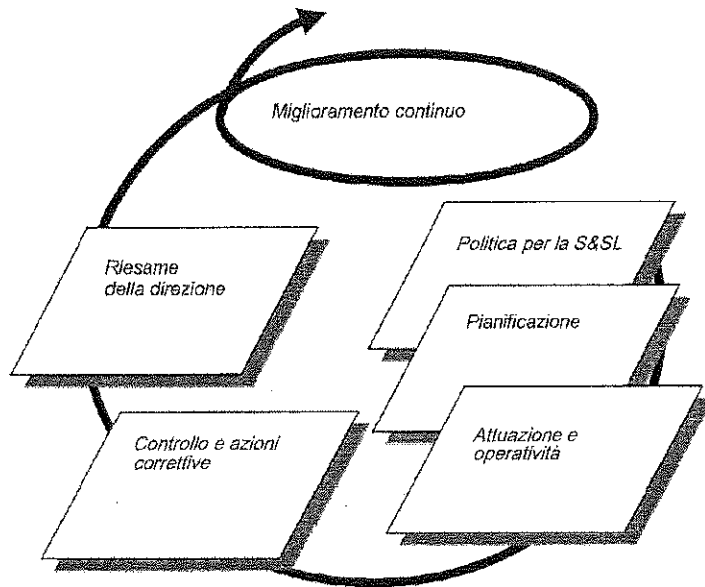 Miglioramento continuo
Politica per la S&SL
Pianificazione
Attuazione e
operatività
Controllo e azioni
correttive
Riesame
della direzione